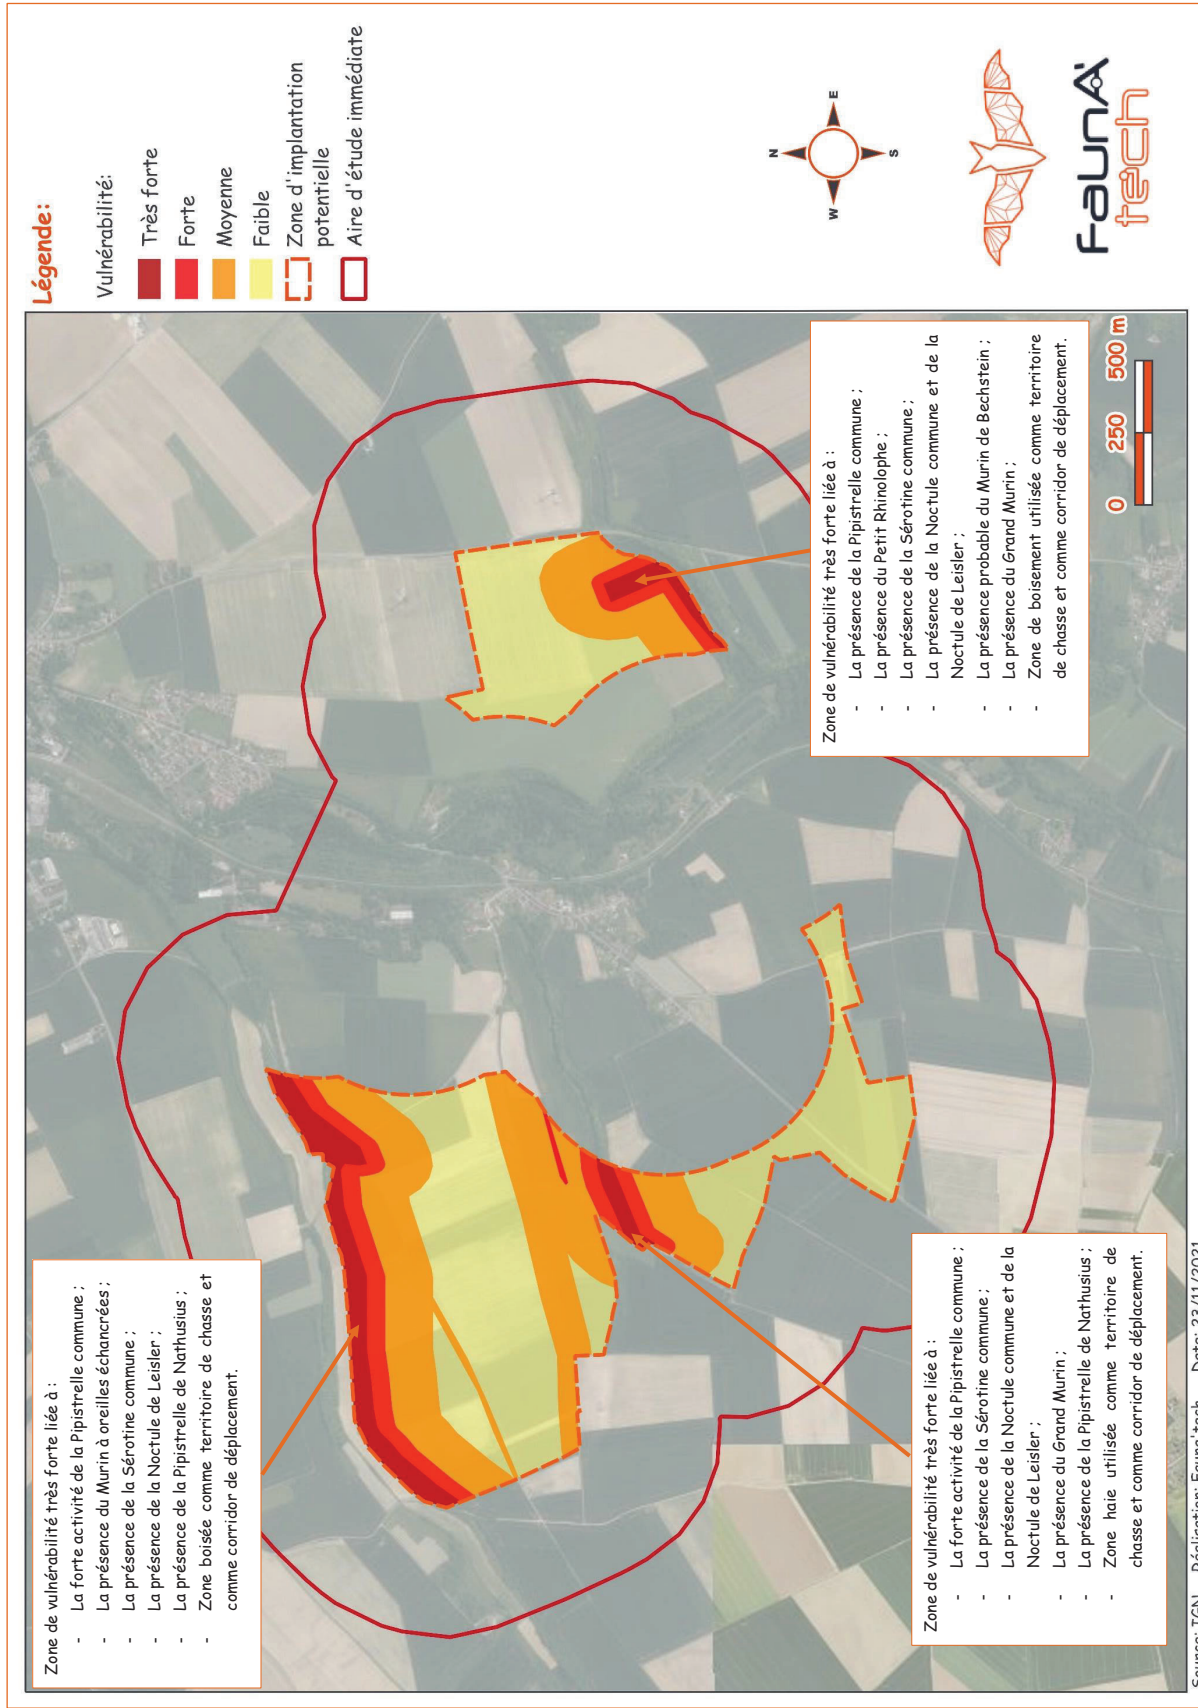 Légende:
Vulnérabilité:
Très forte
Forte
Moyenne
Faible
Zone d'implantation
potentielle
Aire d'étude immédiate
N
W
E
S
Faunà
tech
Zone de vulnérabilité très forte liée à :
- La forte activité de la Pipistrelle commune ;
- La présence du Murin à oreilles échancrées ;
- La présence de la Sérotine commune ;
- La présence de la Noctule de Leisler ;
- La présence de la Pipistrelle de Nathusius ;
- Zone boisée comme territoire de chasse et
comme corridor de déplacement.
Zone de vulnérabilité très forte liée à :
- La présence de la Pipistrelle commune ;
- La présence du Petit Rhinolophe ;
- La présence de la Sérotine commune ;
- La présence de la Noctule commune et de la
Noctule de Leisler ;
- La présence probable du Murin de Bechstein ;
- La présence du Grand Murin ;
- Zone de boisement utilisée comme territoire
de chasse et comme corridor de déplacement.
Zone de vulnérabilité très forte liée à :
- La forte activité de la Pipistrelle commune ;
- La présence de la Sérotine commune ;
- La présence de la Noctule commune et de la
Noctule de Leisler ;
- La présence du Grand Murin ;
- La présence de la Pipistrelle de Nathusius ;
- Zone haie utilisée comme territoire de
chasse et comme corridor de déplacement.
0 250 500 m
Source: IGN Réalisation: Fauna'tech Date: 23/11/2021